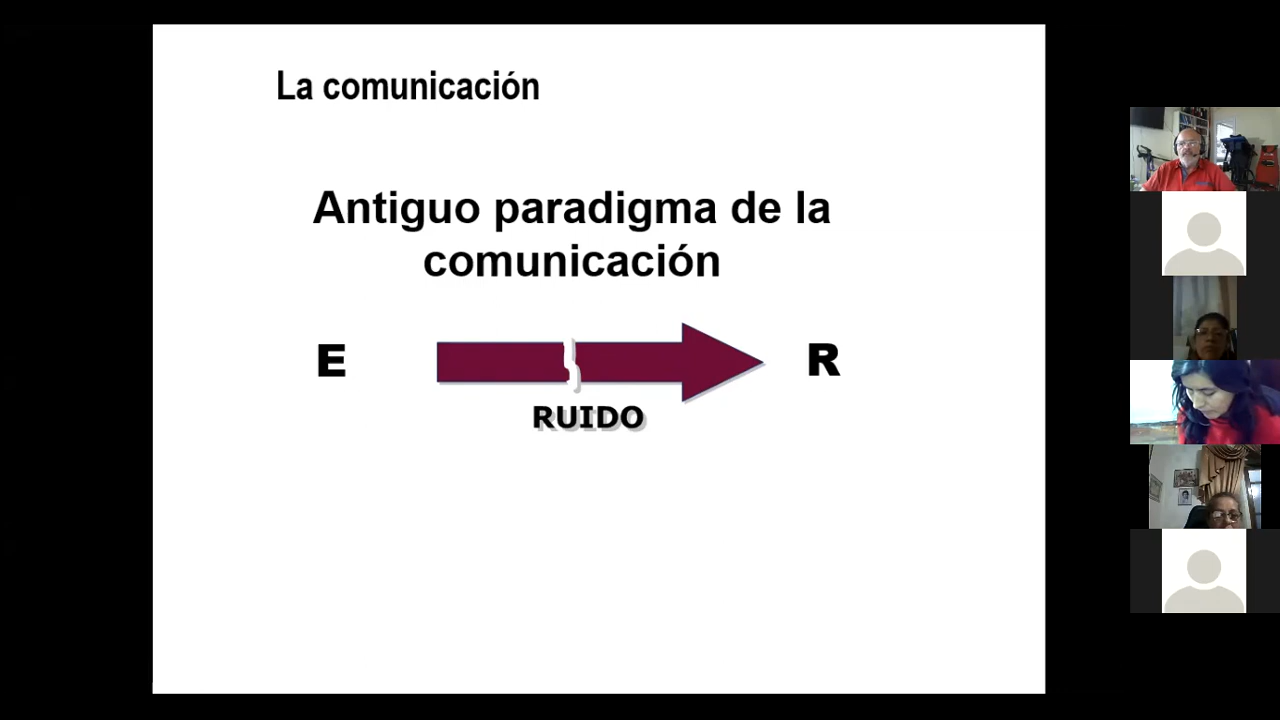 La comunicación
Antiguo paradigma de la
comunicación
E
R
RUIDO